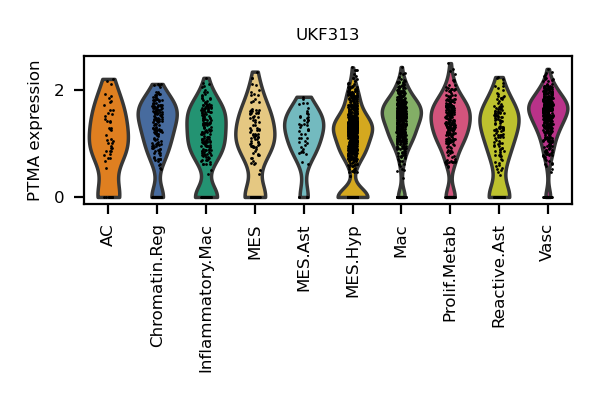 UKF313
PTMA expression
2
0
AC
Chromatin.Reg
Inflammatory.Mac
MES
MES.Ast
MES.Hyp
Mac
Prolif.Metab
Reactive.Ast
Vasc